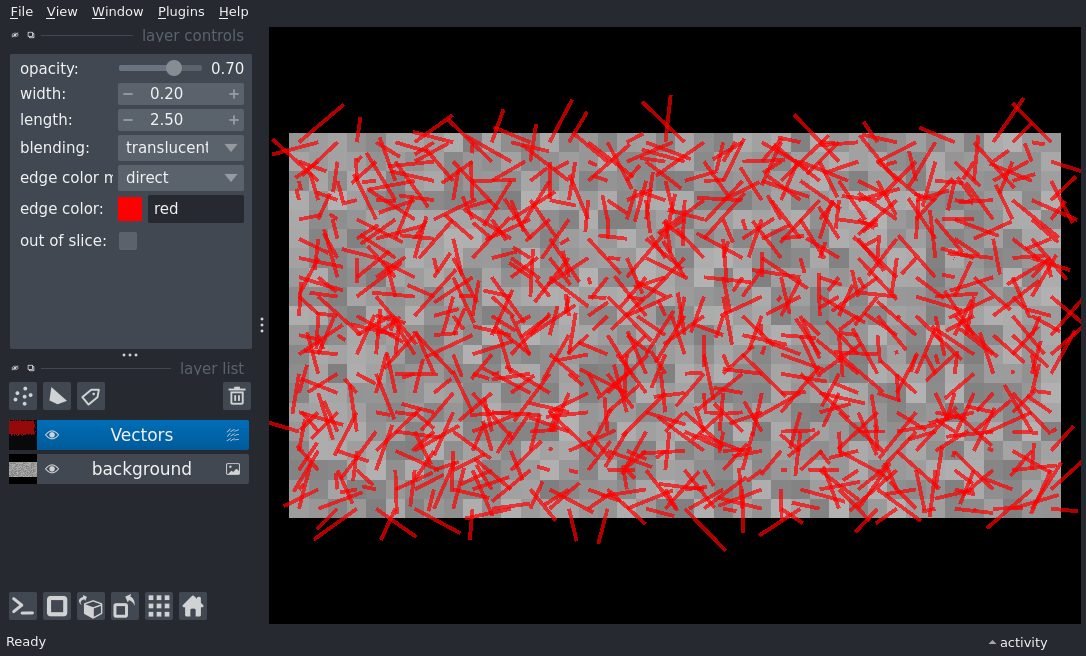 File View Window Plugins Help
layer controls
opacity: 0.70
width: 0.20
length: 2.50
blending: translucent
edge color m direct
edge color: red
out of slice:
layer list
Vectors
background
Ready
activity